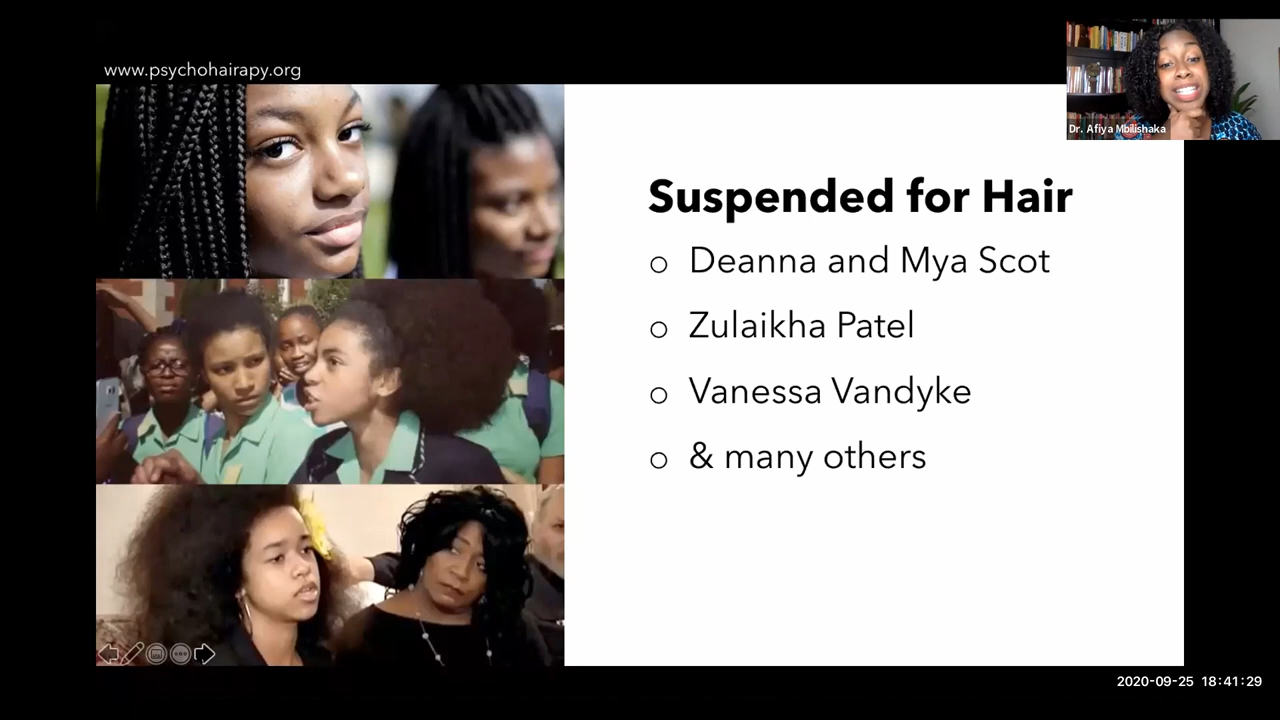 www.psychohairapy.org
Dr. Afiya Mbilishaka
Suspended for Hair
Deanna and Mya Scot
Zulaikha Patel
Vanessa Vandyke
& many others
2020-09-25 18:41:29